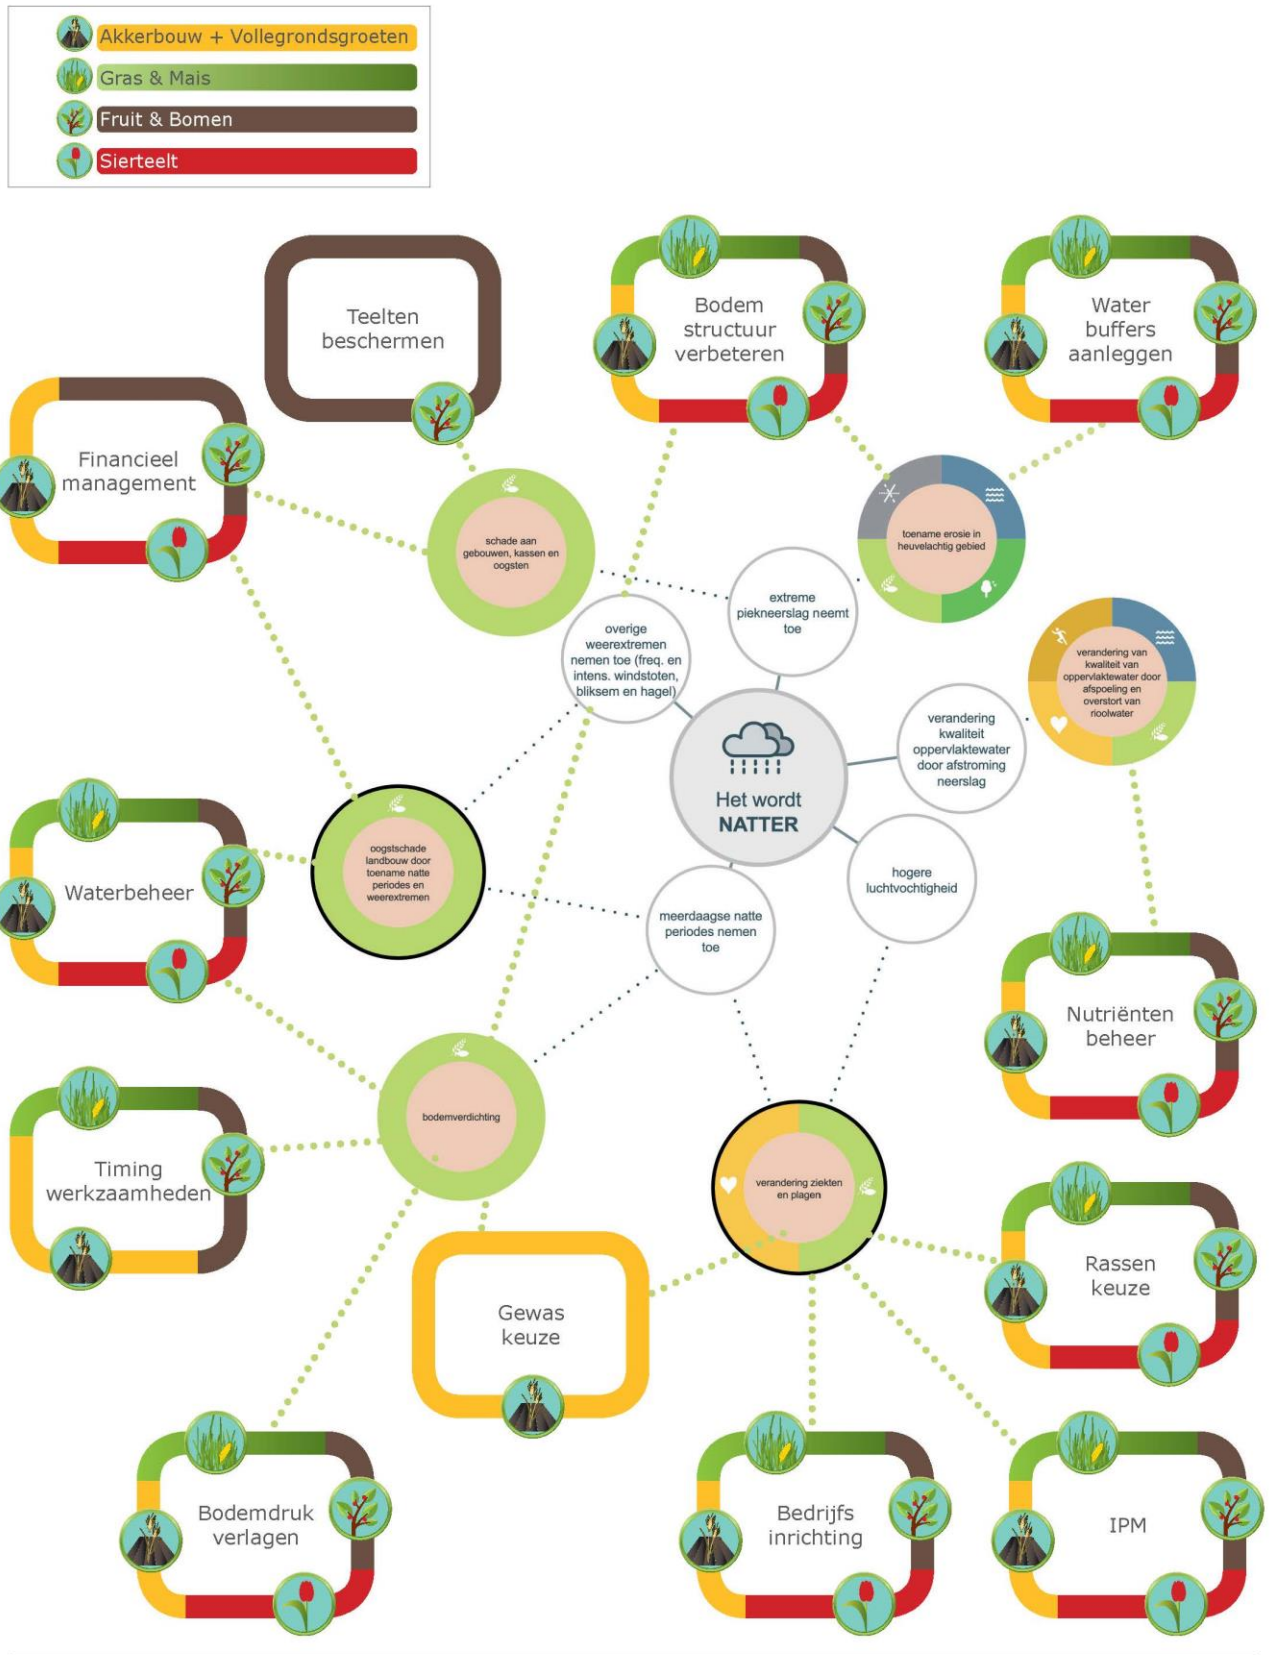 Akkerbouw + Vollegrondsgroeten
Gras & Mais
Fruit & Bomen
Sierteelt
Teelten
beschermen
Bodem
structuur
verbeteren
Water
buffers
aanleggen
Financieel
management
schade aan
gebouwen, kassen en
oogsten
toename erosie in
heuvelachtig gebied
extreme
piekneerslag neemt
toe
overige
weerextremen
nemen toe (freq. en
intens. windstoten,
bliksem en hagel)
verandering van
kwaliteit van
oppervlaktewater door
afspoeling en
overstort van
rioolwater
verandering
kwaliteit
oppervlaktewater
door afstroming
neerslag
Het wordt
NATTER
oogstschade
landbouw door
toename natte
periodes en
weerextremen
Waterbeheer
hogere
luchtvochtigheid
meerdaagse natte
periodes nemen
toe
Nutriënten
beheer
bodemverdichting
Timing
werkzaamheden
verandering ziekten
en plagen
Rassen
keuze
Gewas
keuze
Bodemdruk
verlagen
Bedrijfs
inrichting
IPM